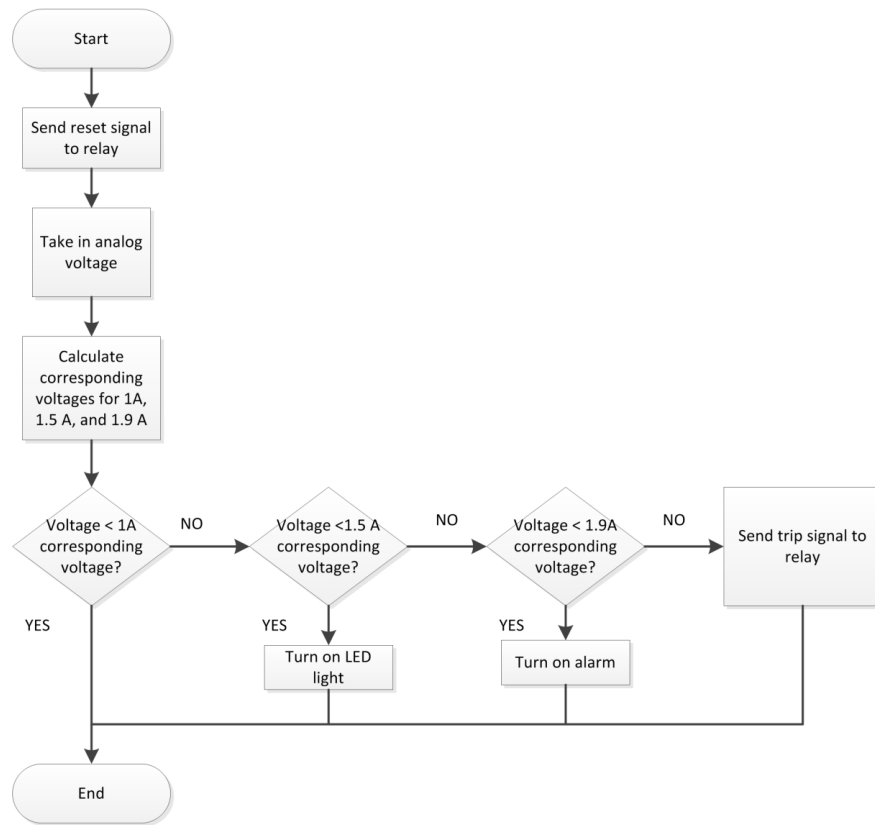 Start
Send reset signal
to relay
Take in analog
voltage
Calculate
corresponding
voltages for 1A,
1.5 A, and 1.9 A
Voltage < 1A
corresponding
voltage?
NO
YES
Voltage <1.5 A
corresponding
voltage?
NO
YES
Turn on LED
light
Voltage < 1.9A
corresponding
voltage?
NO
YES
Turn on alarm
Send trip signal to
relay
End